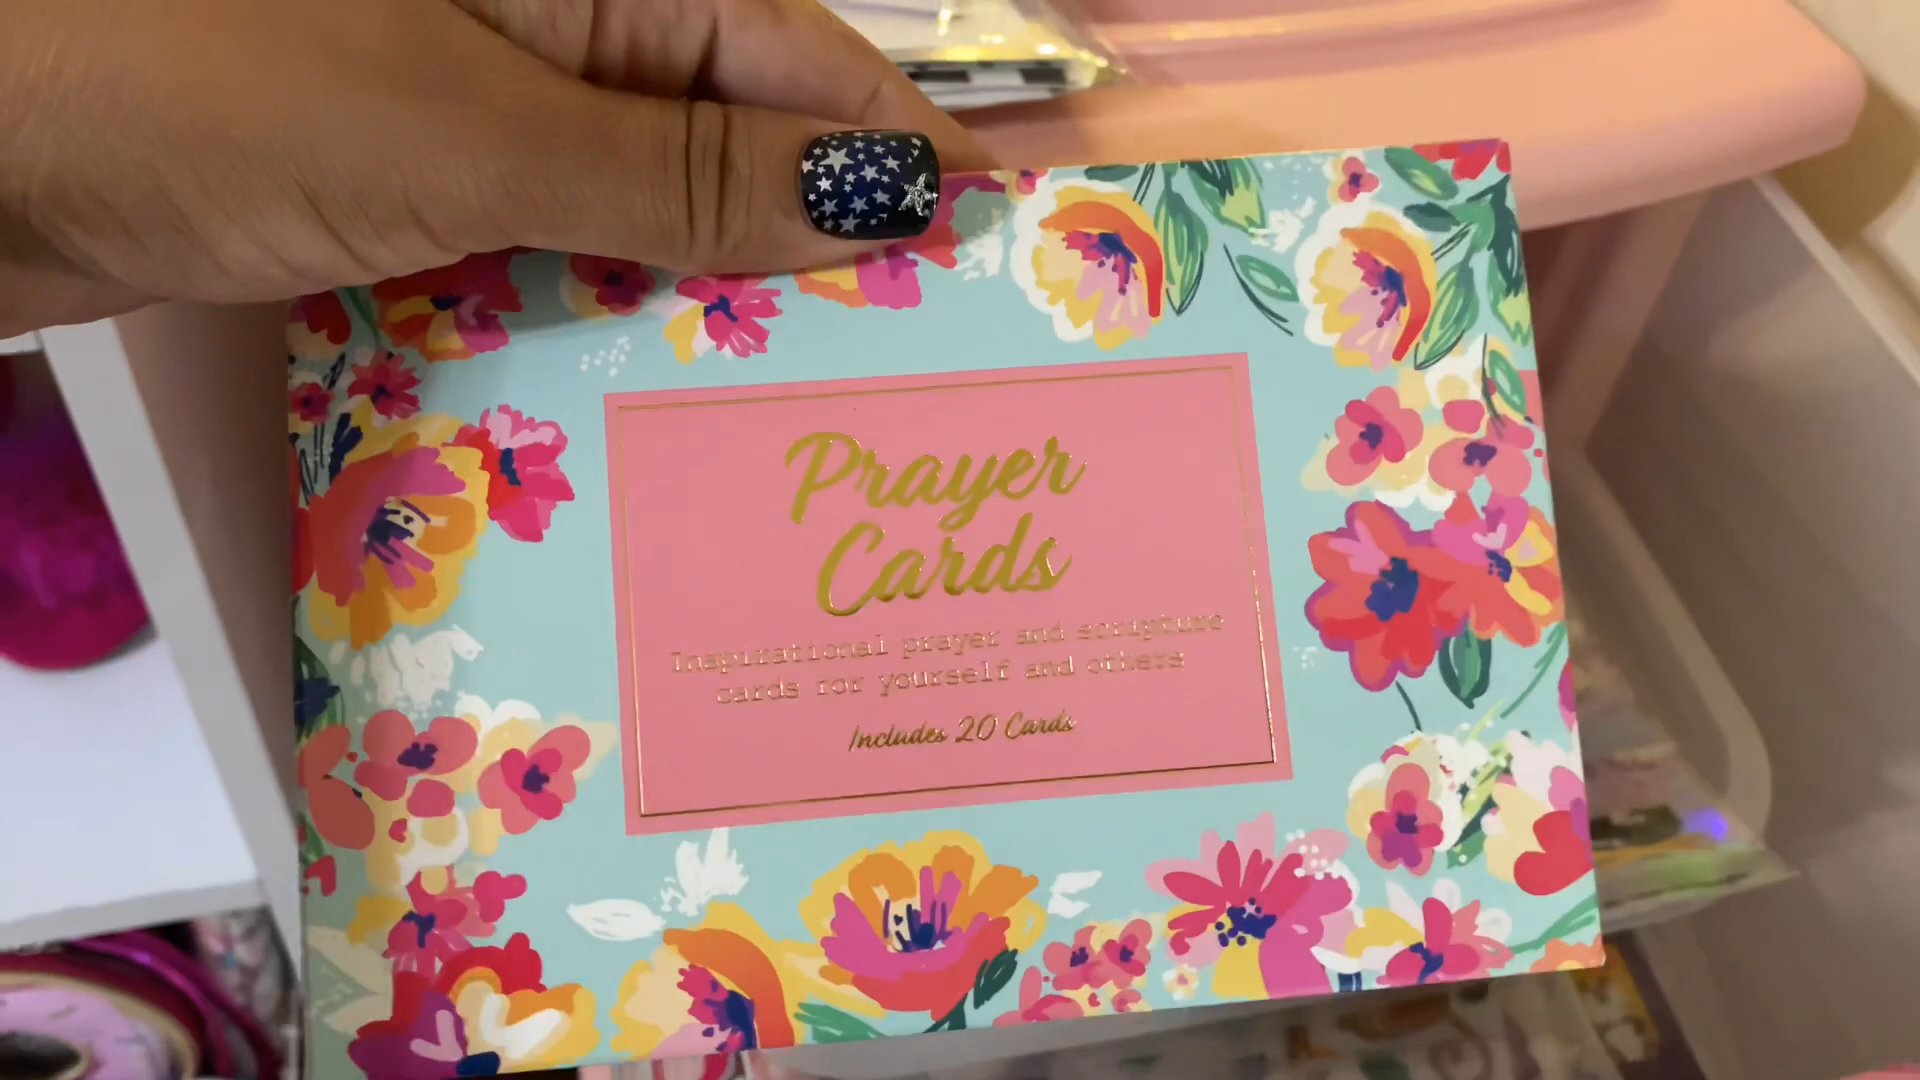 Prayer
Cards
Inspirational prayer and scripture
cards for yourself and others
Includes 20 Cards